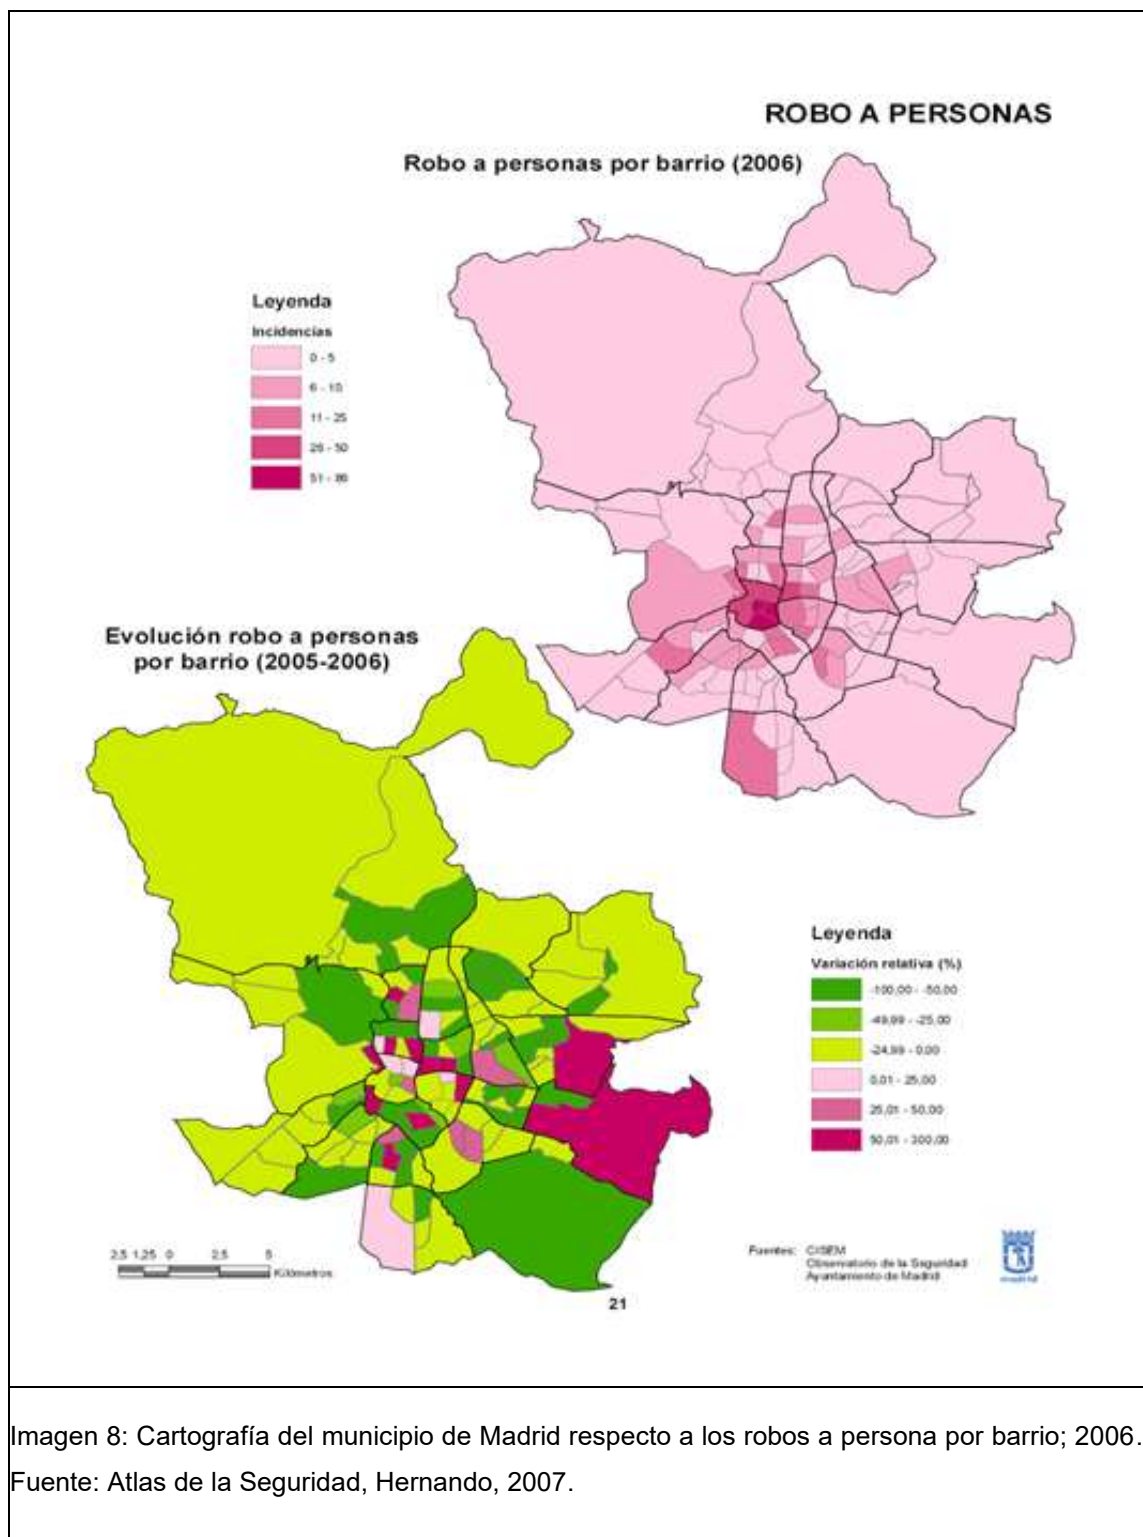 ROBO A PERSONAS
Robo a personas por barrio (2006)
Leyenda
Incidencias
0 - 5
6 - 10
11 - 25
26 - 50
51 - 86
Evolución robo a personas
por barrio (2005-2006)
Leyenda
Variación relativa (%)
-100,00 - -50,00
-49,99 - -25,00
-24,99 - 0,00
0,01 - 25,00
25,01 - 50,00
50,01 - 300,00
2,5 1,25 0 2,5 5
Kilómetros
Fuentes: CISEM
Observatorio de la Seguridad
Ayuntamiento de Madrid
madrid
21
Imagen 8: Cartografía del municipio de Madrid respecto a los robos a persona por barrio; 2006.
Fuente: Atlas de la Seguridad, Hernando, 2007.